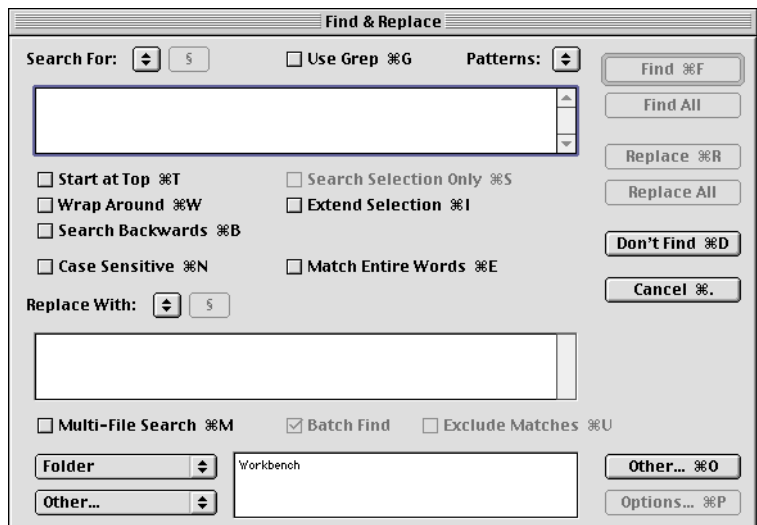 Find & Replace
Search For: § Use Grep ⌘G Patterns:
Find ⌘F
Find All
Replace ⌘R
Start at Top ⌘T Search Selection Only ⌘S
Replace All
Wrap Around ⌘W Extend Selection ⌘I
Search Backwards ⌘B
Don't Find ⌘D
Case Sensitive ⌘N Match Entire Words ⌘E
Cancel ⌘.
Replace With: §
Multi-File Search ⌘M Batch Find Exclude Matches ⌘U
Folder Workbench Other... ⌘O
Other... Options... ⌘P